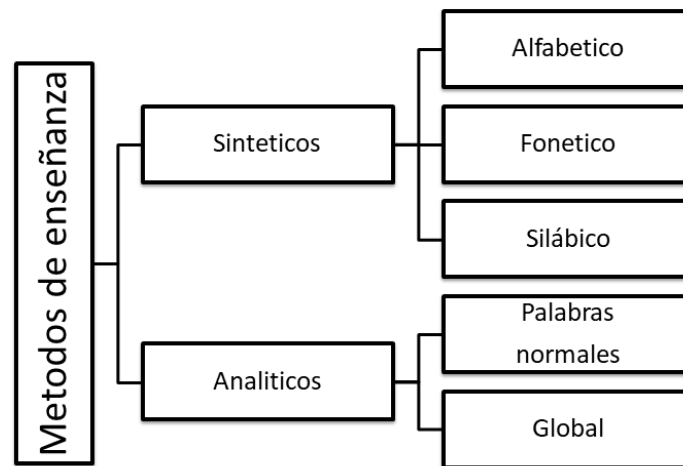 Metodos de enseñanza
Sinteticos
Alfabetico
Fonetico
Silábico
Analiticos
Palabras
normales
Global